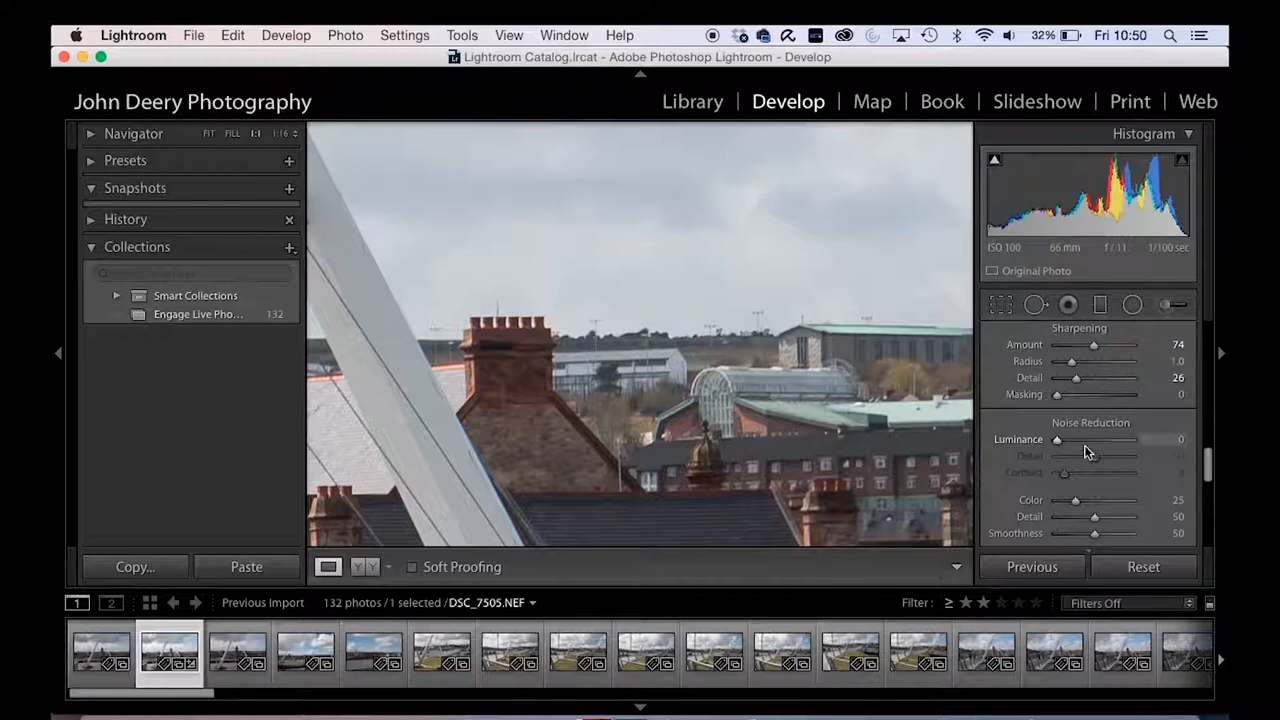 Lightroom File Edit Develop Photo Settings Tools View Window Help 32% Fri 10:50
Lightroom Catalog.lrcat - Adobe Photoshop Lightroom - Develop
John Deery Photography
Library | Develop | Map | Book | Slideshow | Print | Web
Navigator FIT FILL 1:1 1:16
Presets
Snapshots
History
Collections
Smart Collections
Engage Live Pho... 132
Copy... Paste
Soft Proofing
Histogram
ISO 100 66 mm f / 11 1/100 sec
Original Photo
Sharpening
Amount 74
Radius 1.0
Detail 26
Masking 0
Noise Reduction
Luminance 0
Detail
Contrast
Color 25
Detail 50
Smoothness 50
Previous Reset
1 2 Previous Import 132 photos / 1 selected / DSC_7505.NEF Filter : ≥ Filters Off